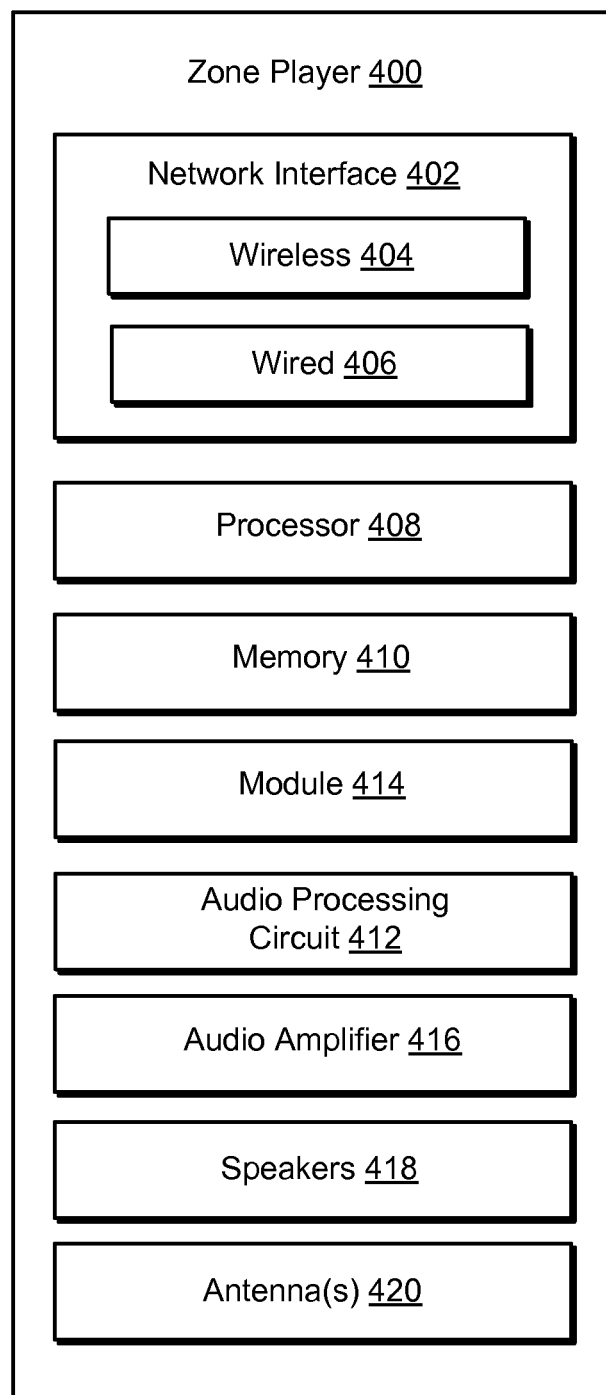 Zone Player 400
Network Interface 402
Wireless 404
Wired 406
Processor 408
Memory 410
Module 414
Audio Processing
Circuit 412
Audio Amplifier 416
Speakers 418
Antenna(s) 420